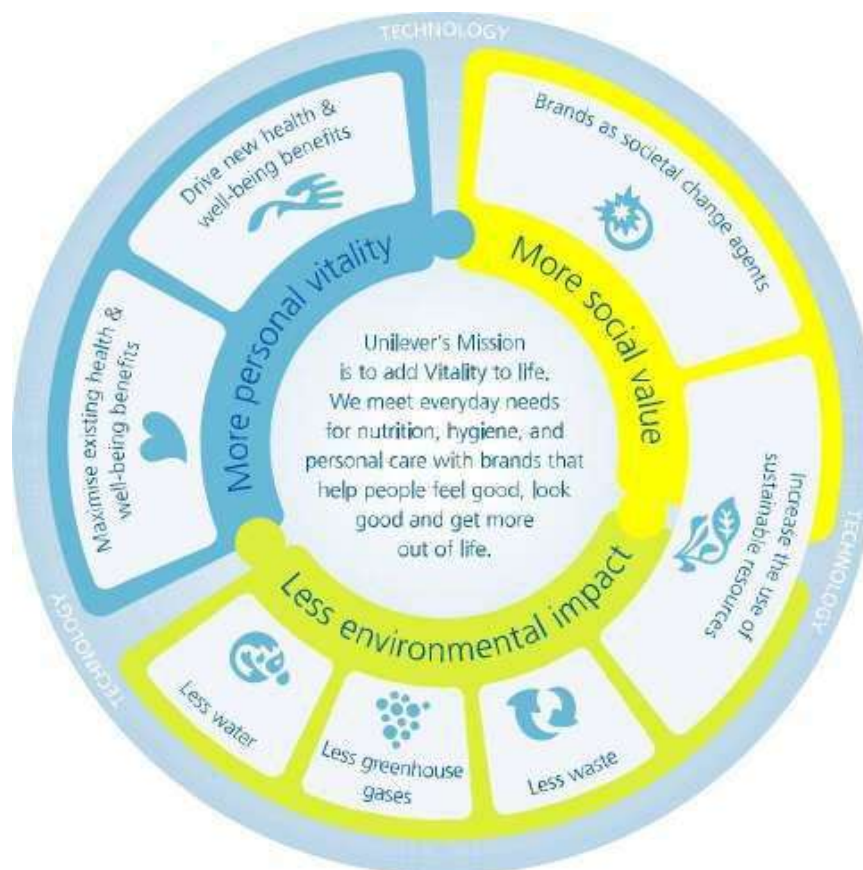 TECHNOLOGY
Drive new health &
well-being benefits
Maximise existing health &
well-being benefits
More personal vitality
Brands as societal change agents
More social value
Increase the use of
sustainable resources
TECHNOLOGY
Unilever's Mission
is to add Vitality to life.
We meet everyday needs
for nutrition, hygiene, and
personal care with brands that
help people feel good, look
good and get more
out of life.
Less environmental impact
Less water
Less greenhouse
gases
Less waste
TECHNOLOGY